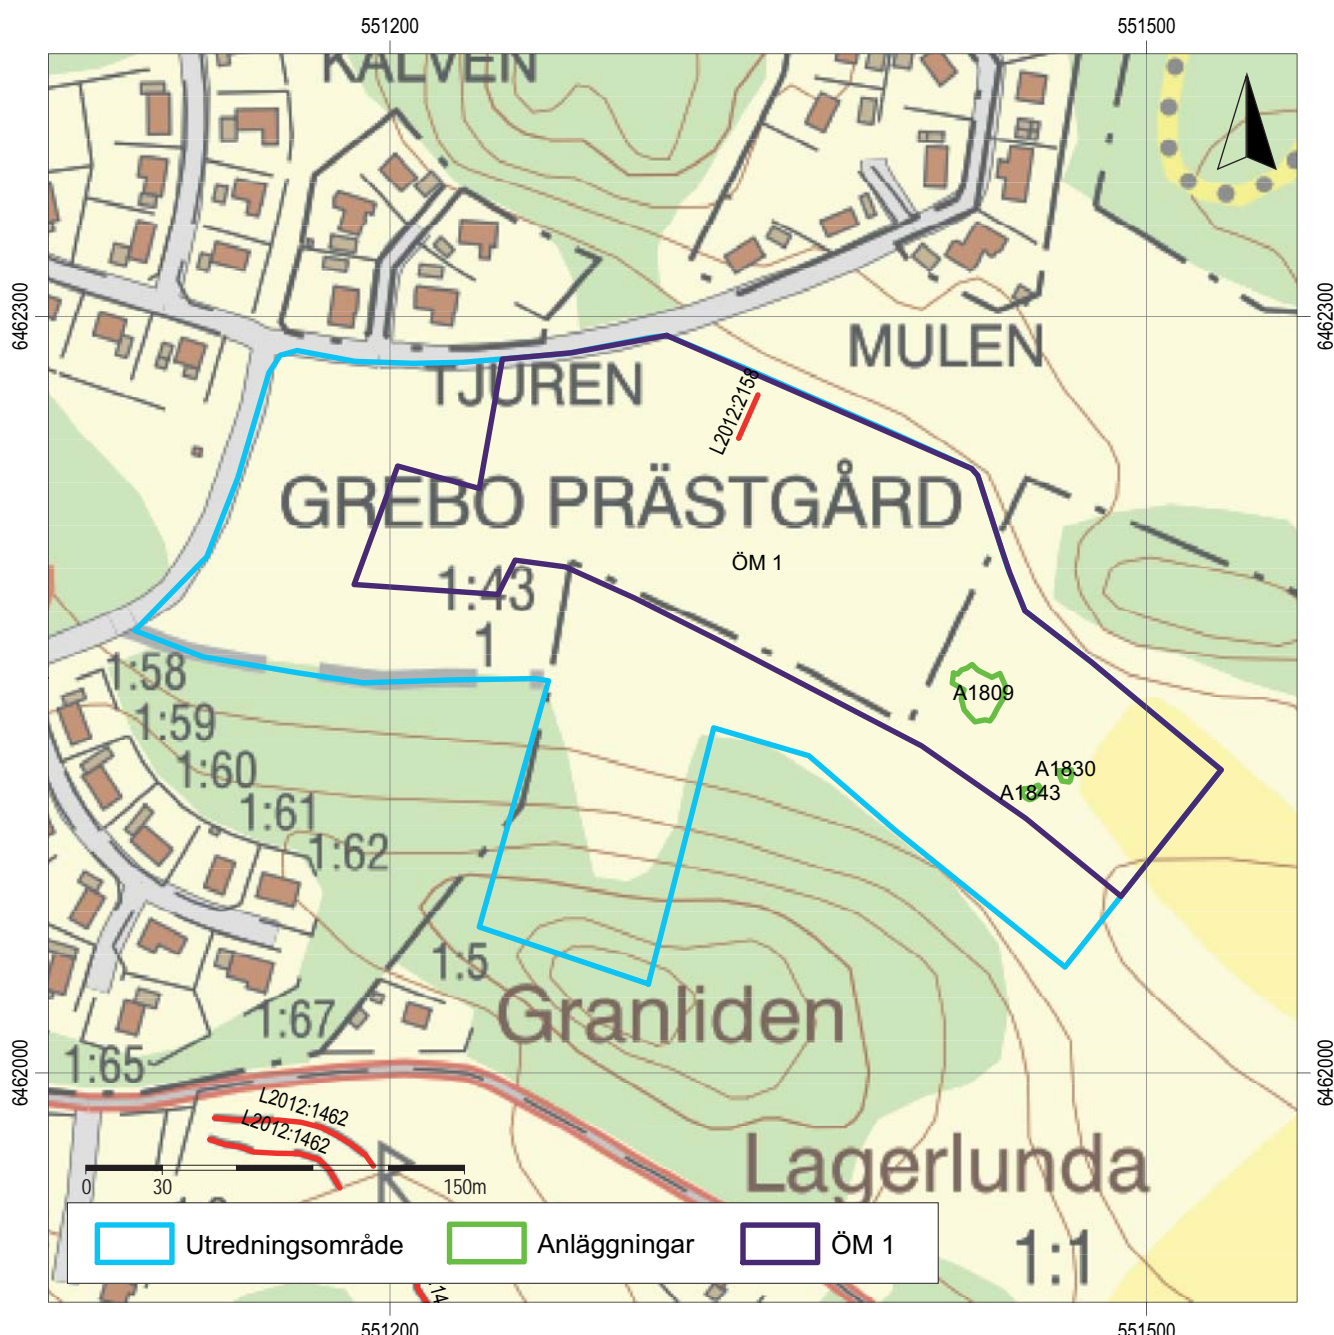 551200
551500
KALVEN
6462300
6462300
MULEN
TJUREN
L2012:2158
GREBO PRÄSTGÅRD
ÖM 1
1:43
1
1:58
A1809
1:59
1:60
A1830
A1843
1:61
1:62
1:5
Granliden
1:67
1:65
6462000
6462000
L2012:1462
L2012:1462
Lagerlunda
0 30 150m
1:1
Utredningsområde
Anläggningar
ÖM 1
551200
551500